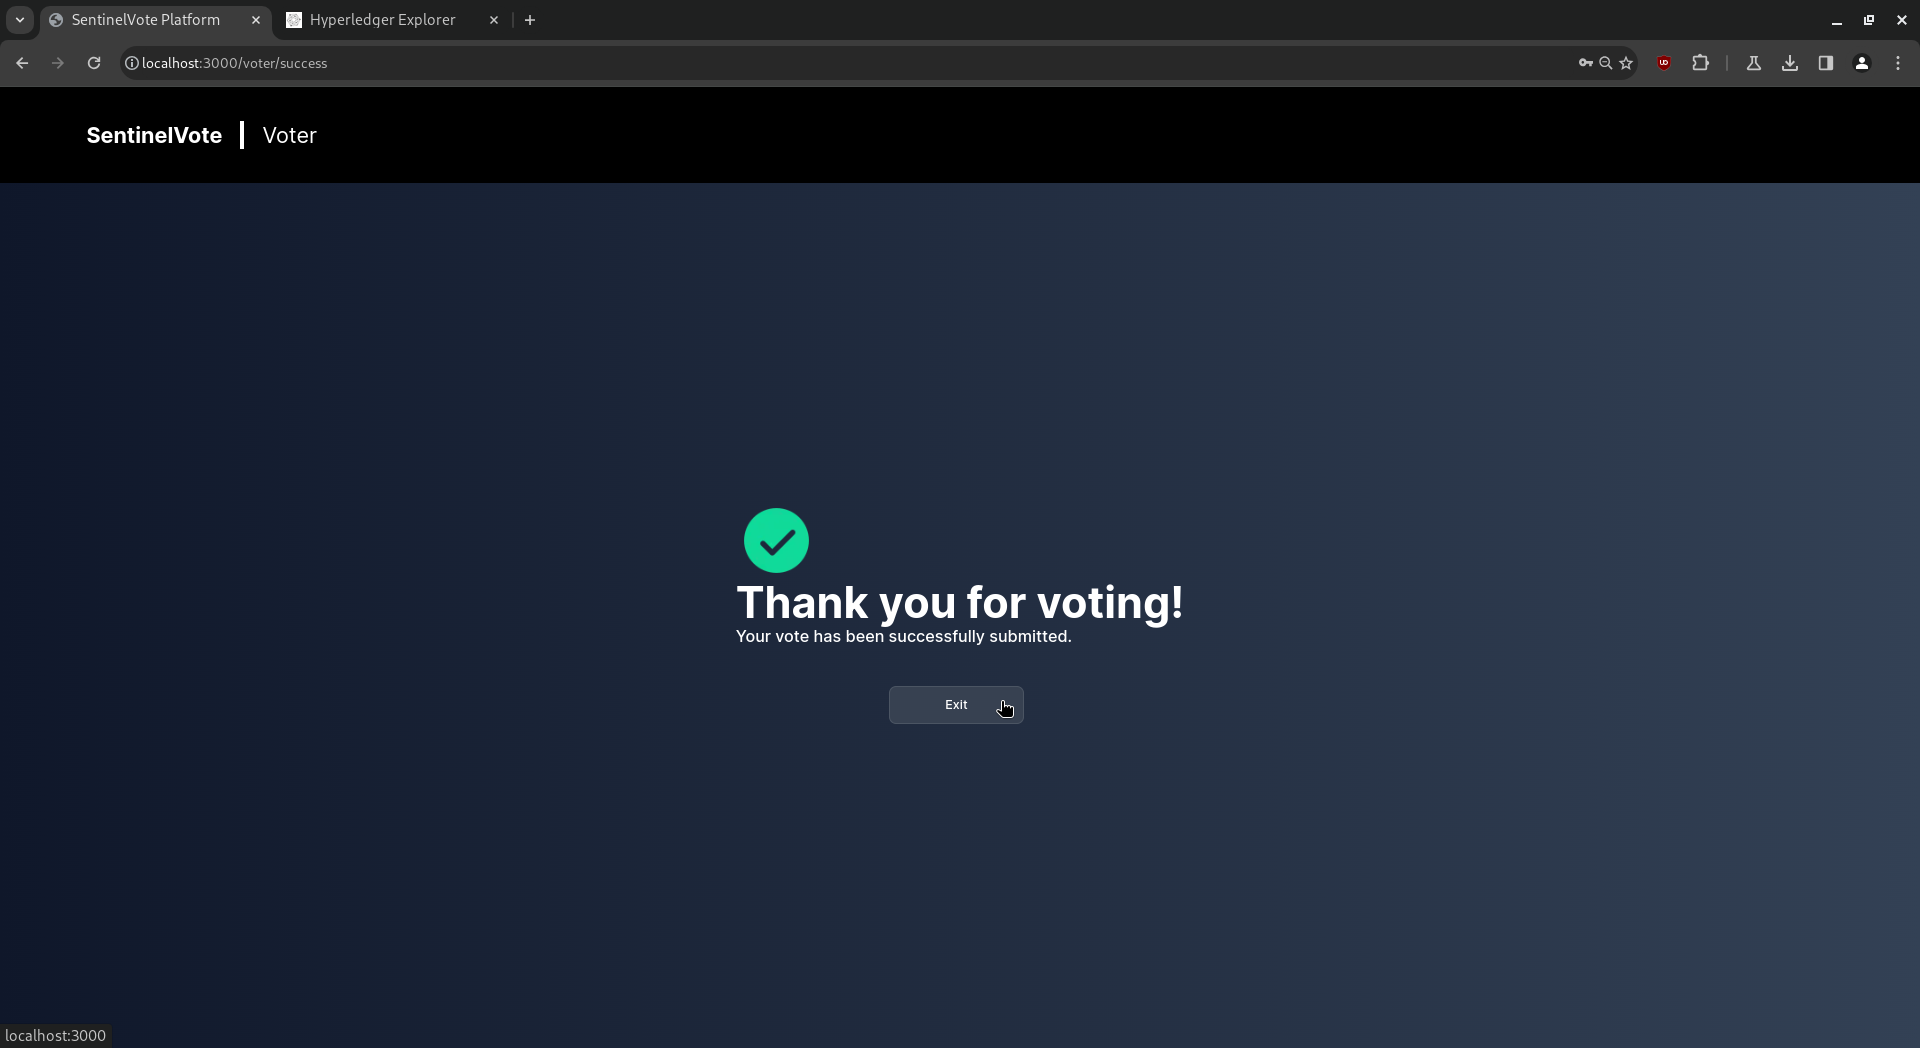 SentinelVote Platform
Hyperledger Explorer
localhost:3000/voter/success
SentinelVote | Voter
Thank you for voting!
Your vote has been successfully submitted.
Exit
localhost:3000